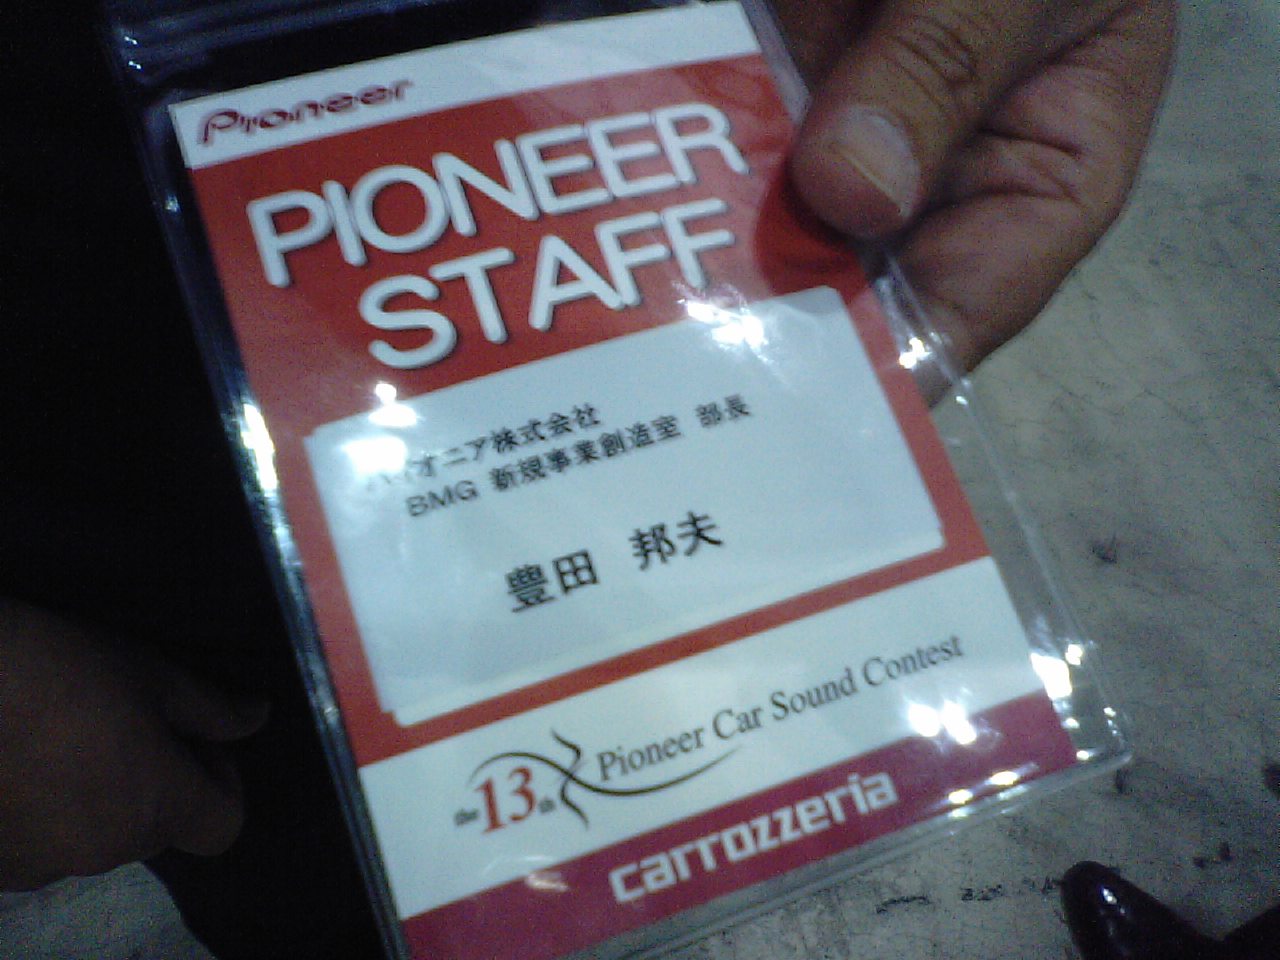 Pioneer
PIONEER
STAFF
パイオニア株式会社
BMG 新規事業創造室 部長
豊田 邦夫
the 13th Pioneer Car Sound Contest
carrozzeria